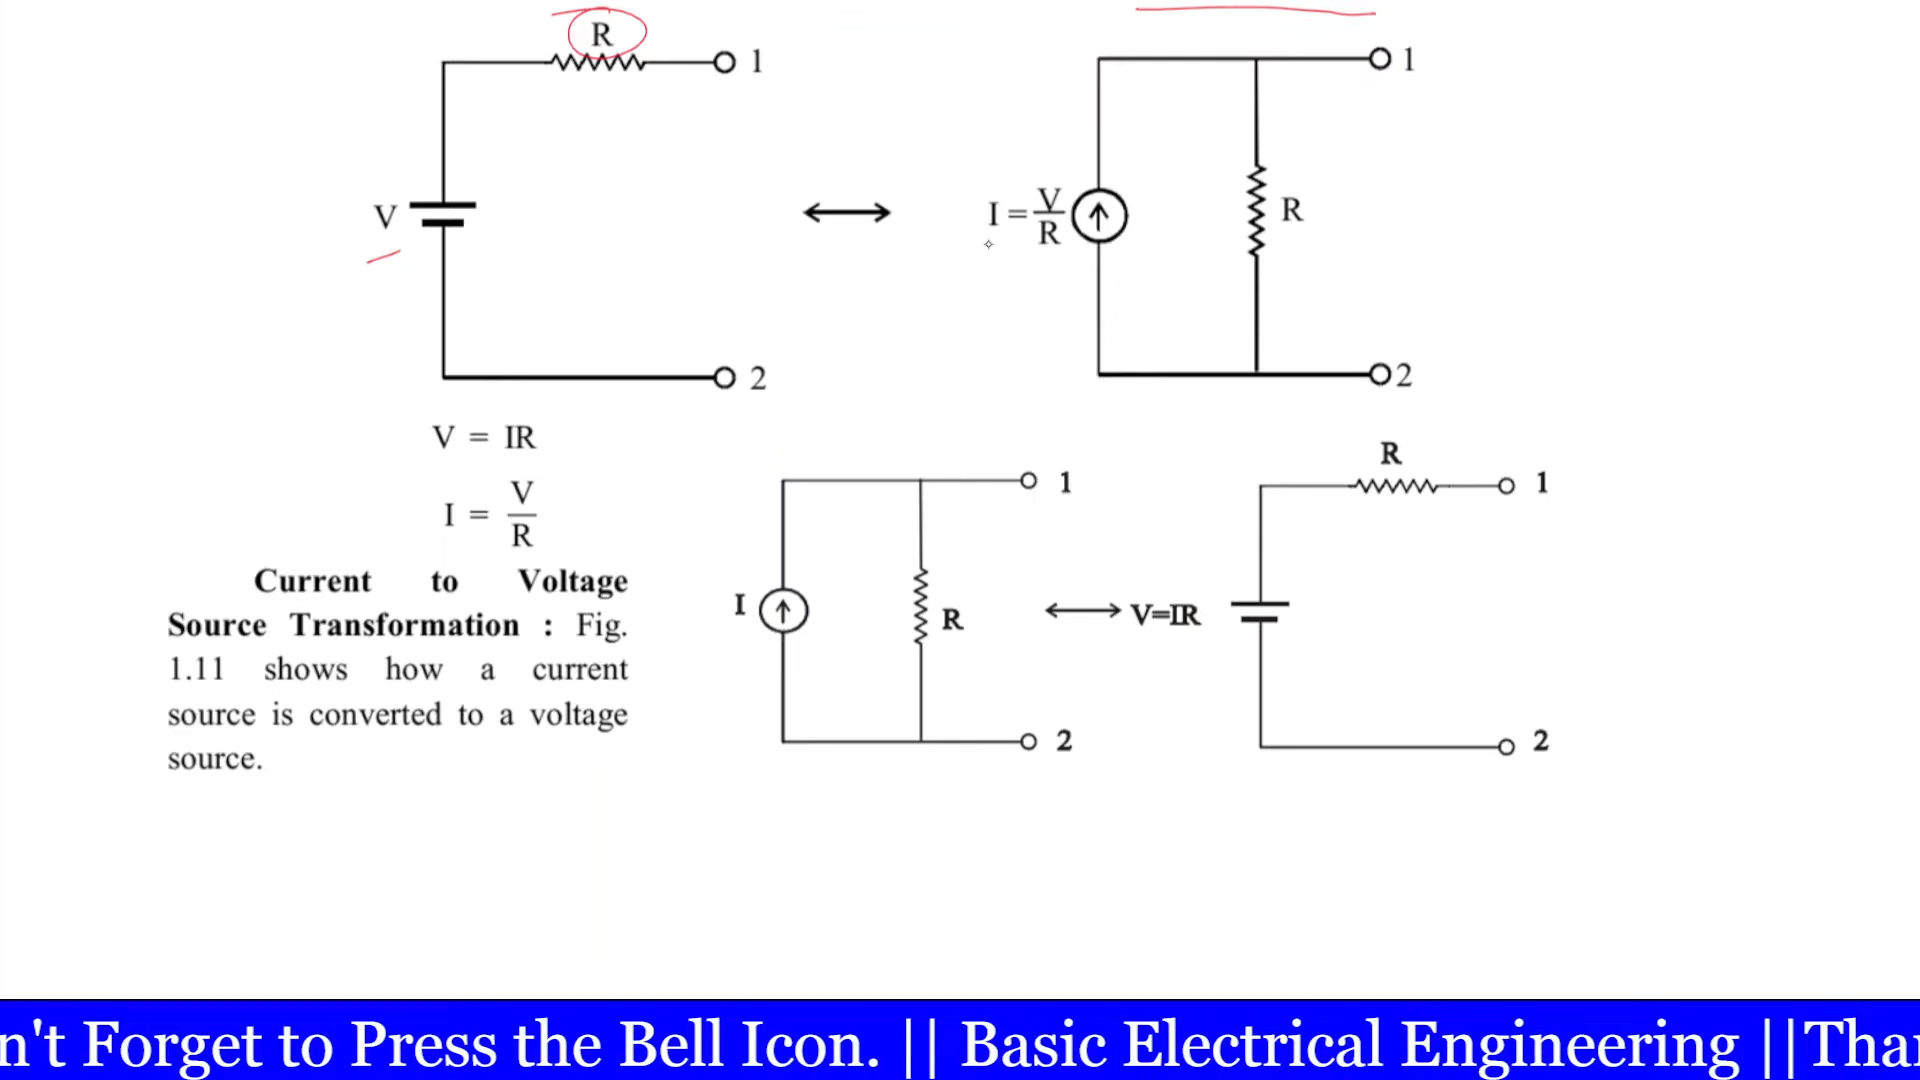 R
1
1
V
I = V/R
R
2
2
V = IR
I = V/R
R
1
1
Current to Voltage
Source Transformation : Fig.
1.11 shows how a current
source is converted to a voltage
source.
I
R
V=IR
2
2
Forget to Press the Bell Icon. || Basic Electrical Engineering ||